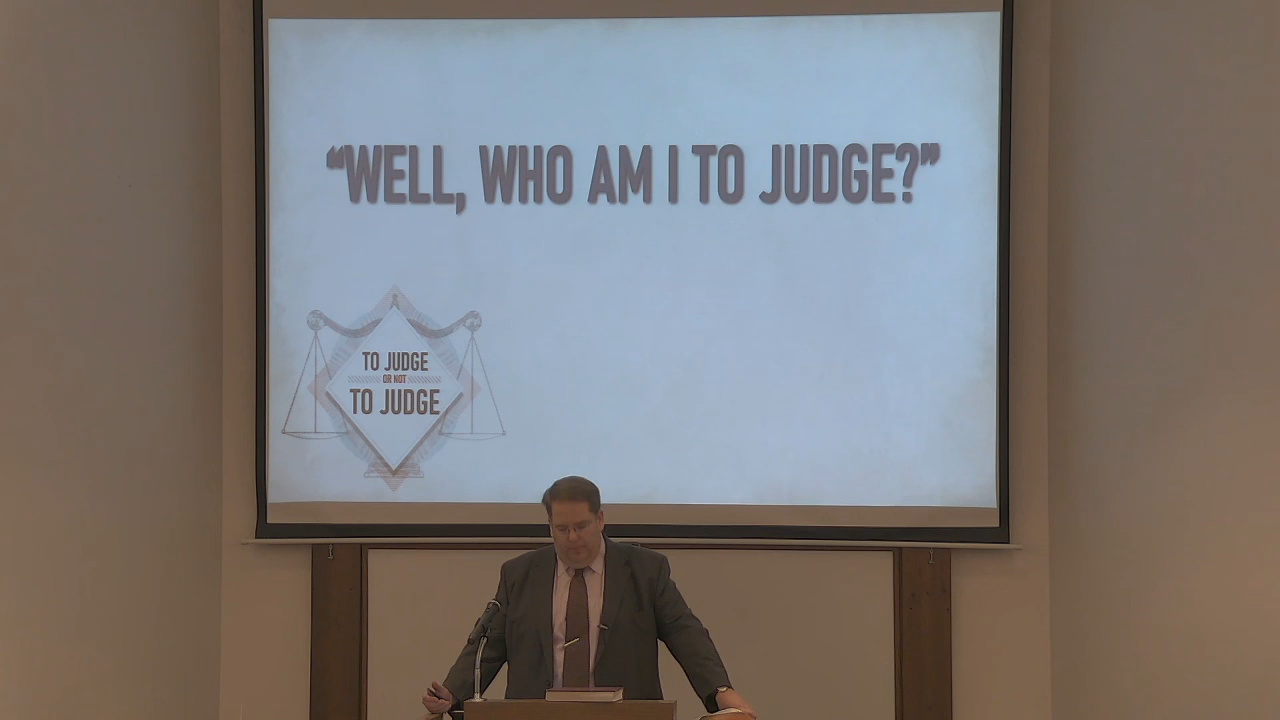 “WELL, WHO AM I TO JUDGE?”
TO JUDGE
OR NOT
TO JUDGE